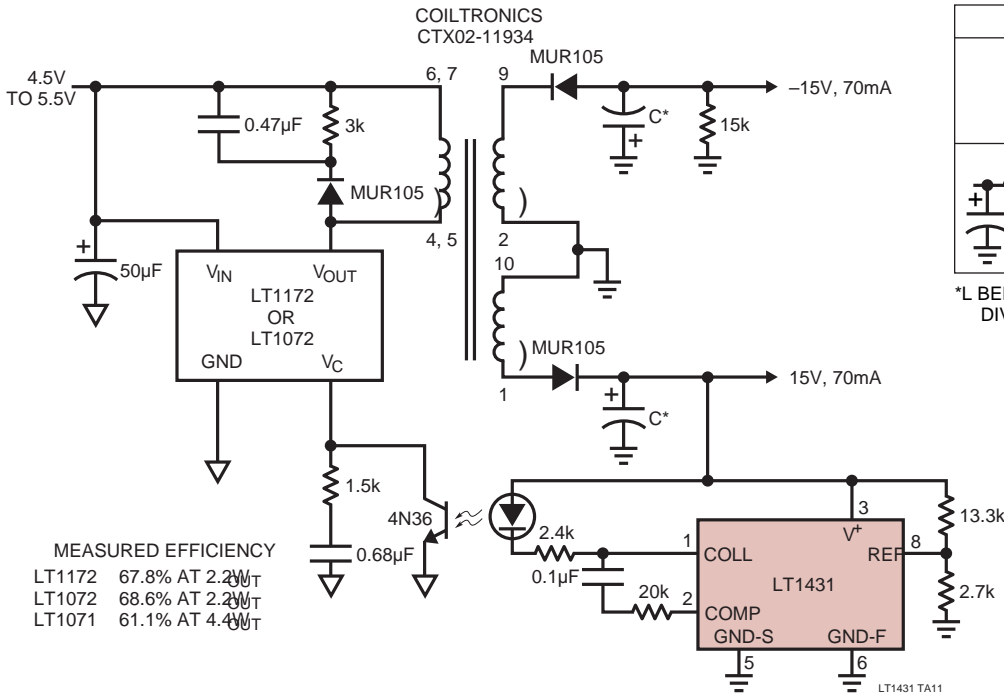 COILTRONICS
CTX02-11934
4.5V
TO 5.5V
6, 7
9
MUR105
–15V, 70mA
0.47µF
3k
C*
+
15k
MUR105
4, 5
2
10
+
50µF
VIN
VOUT
LT1172
OR
LT1072
GND
VC
MUR105
1
15V, 70mA
+
C*
1.5k
4N36
0.68µF
2.4k
0.1µF
20k
1
COLL
2
COMP
3
V+
8
REF
LT1431
GND-S
GND-F
5
6
13.3k
2.7k
MEASURED EFFICIENCY
LT1172 67.8% AT 2.2WOUT
LT1072 68.6% AT 2.2WOUT
LT1071 61.1% AT 4.4WOUT
+
*L BE
DIV
LT1431 TA11